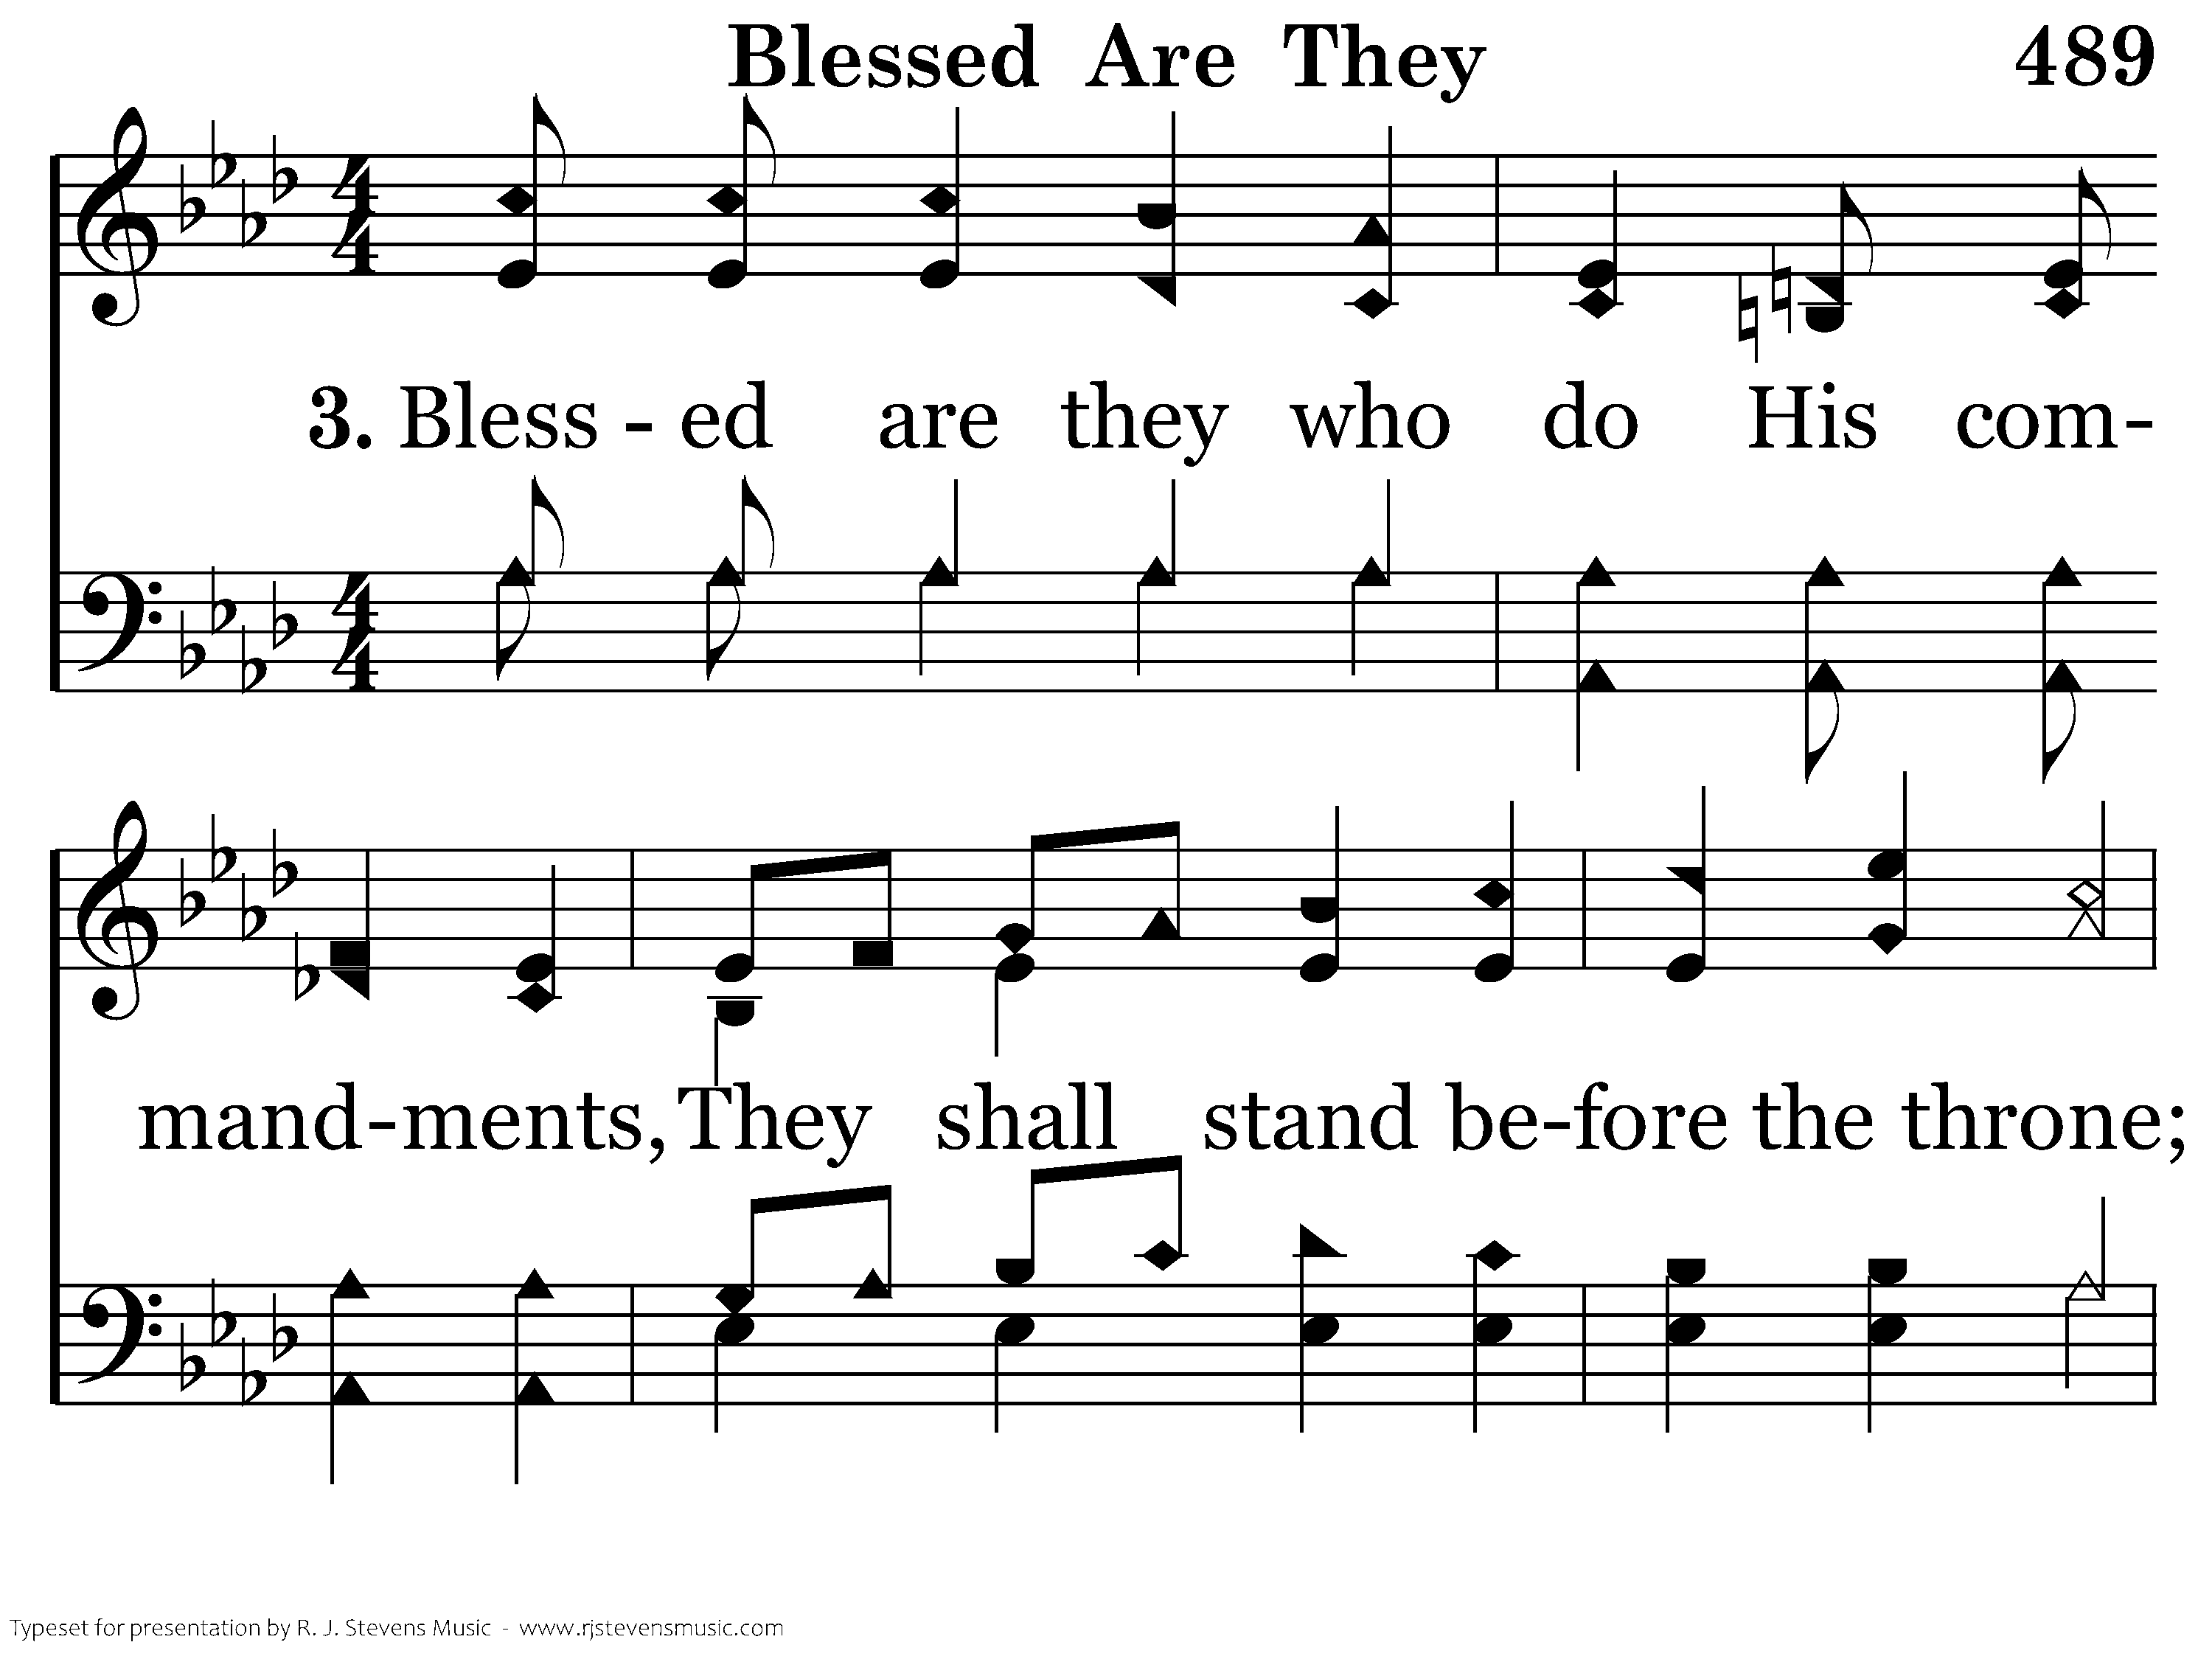 Blessed Are They 489
3. Bless - ed are they who do His com-
mand-ments, They shall stand be-fore the throne;
Typeset for presentation by R. J. Stevens Music - www.rjstevensmusic.com